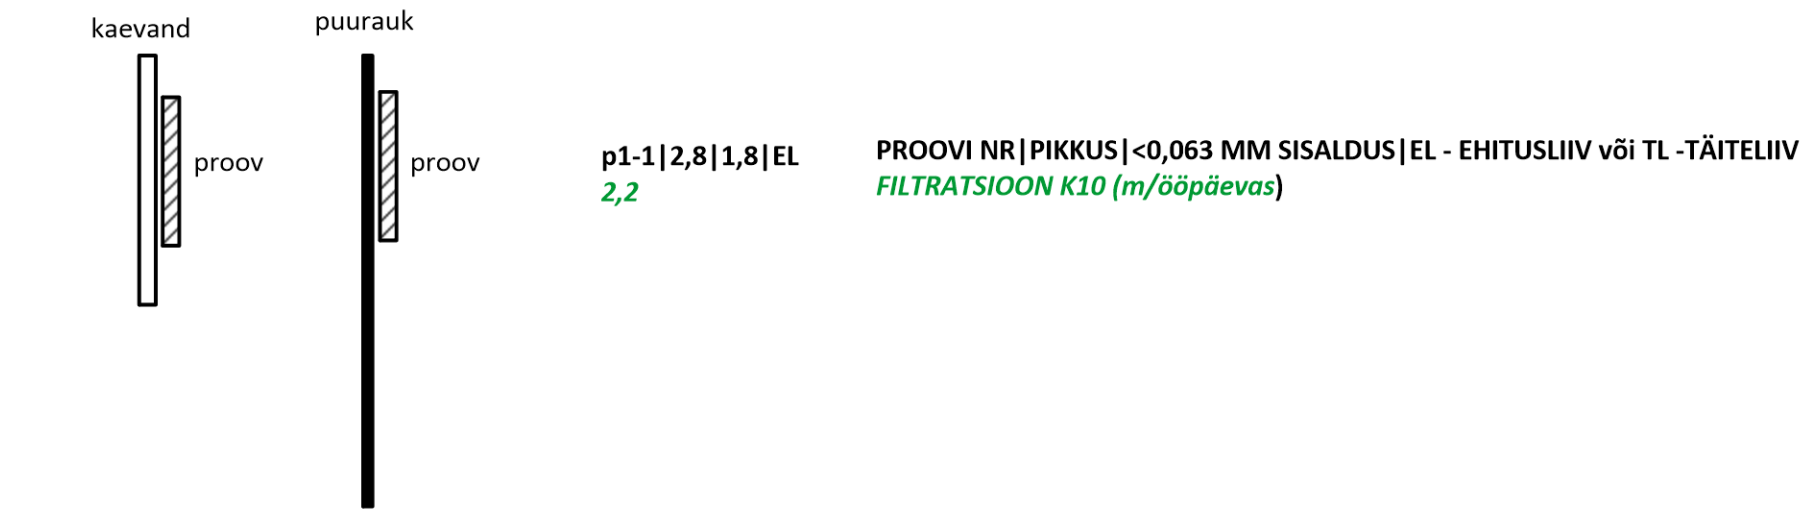 kaevand
puurauk
proov
proov
p1-1|2,8|1,8|EL
2,2
PROOVI NR|PIKKUS|<0,063 MM SISALDUS|EL - EHITUSLIIV või TL -TÄITELIIV
FILTRATSIOON K10 (m/ööpäevas)